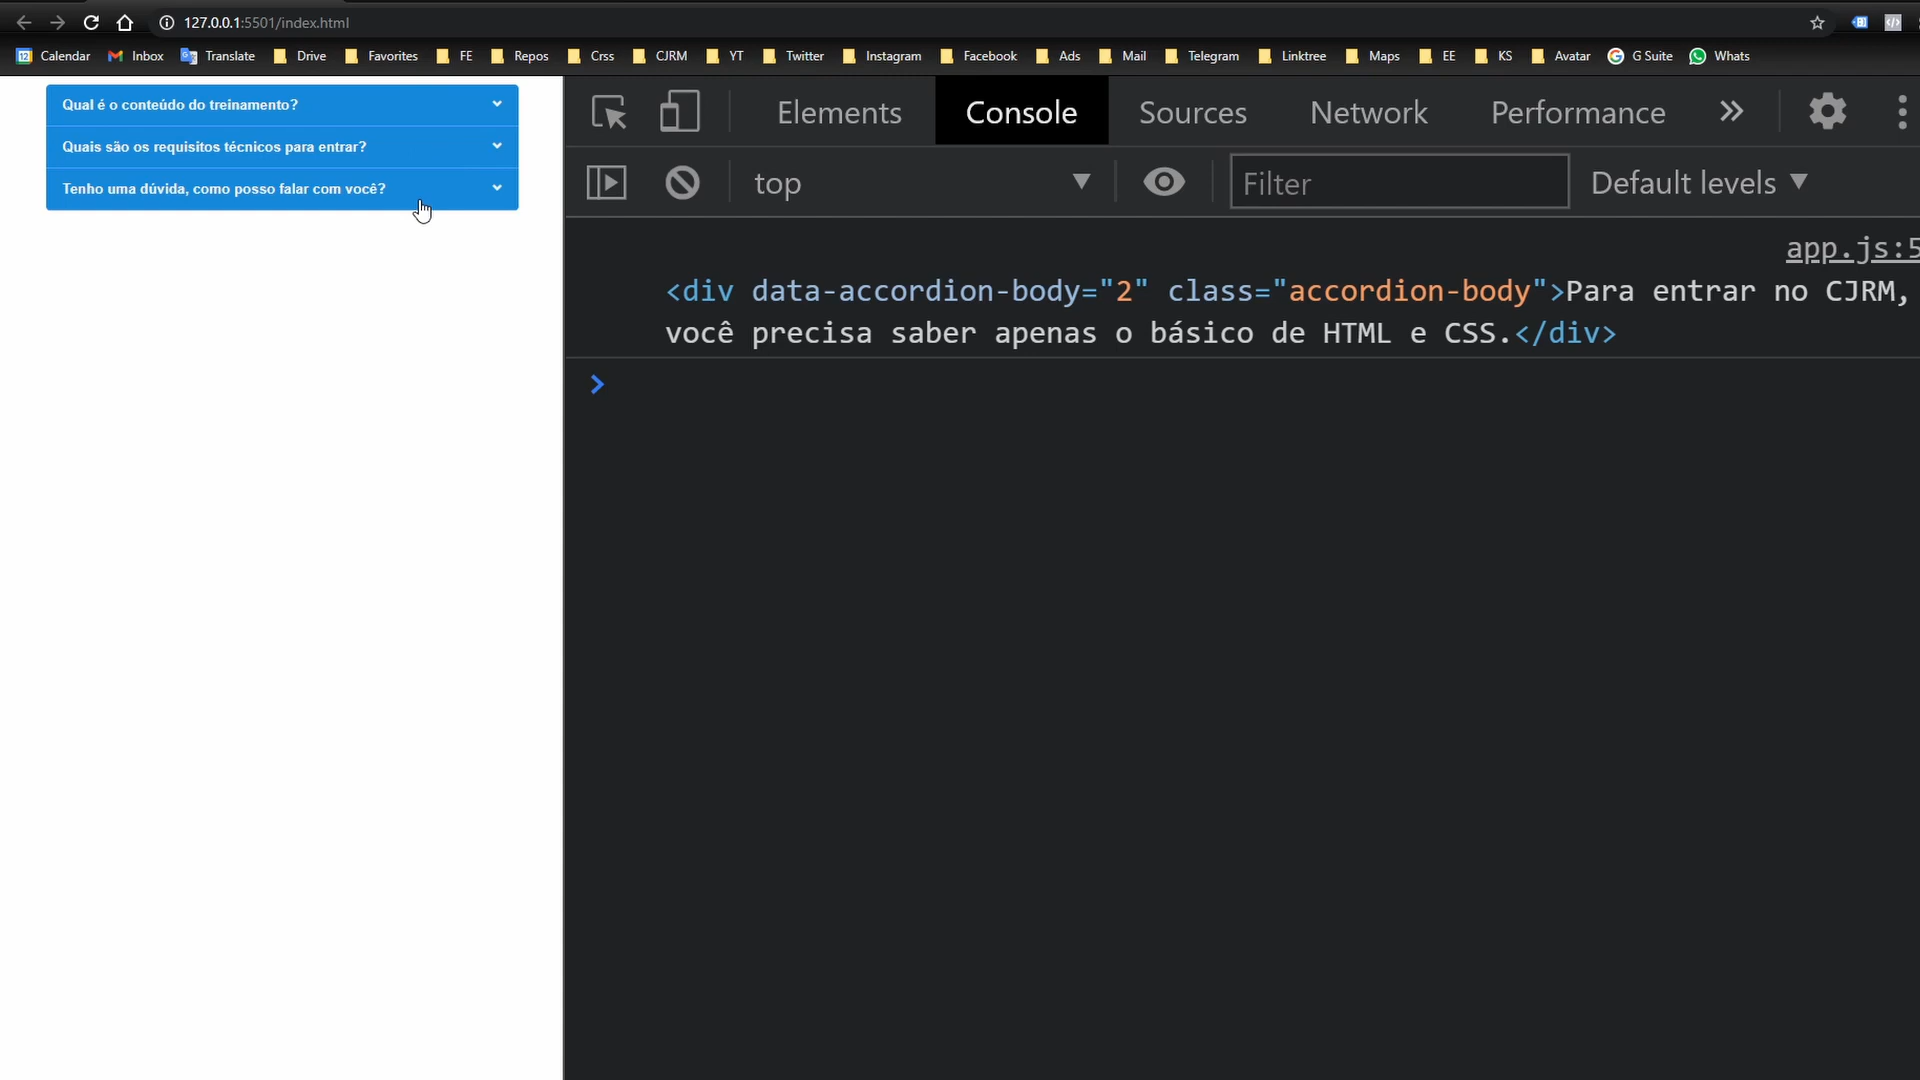 127.0.0.1:5501/index.html
12 Calendar Inbox Translate Drive Favorites FE Repos Crss CJRM YT Twitter Instagram Facebook Ads Mail Telegram Linktree Maps EE KS Avatar G Suite Whats
Qual é o conteúdo do treinamento?
Quais são os requisitos técnicos para entrar?
Tenho uma dúvida, como posso falar com você?
Elements Console Sources Network Performance
top Filter Default levels
app.js:5
<div data-accordion-body="2" class="accordion-body">Para entrar no CJRM,
você precisa saber apenas o básico de HTML e CSS.</div>